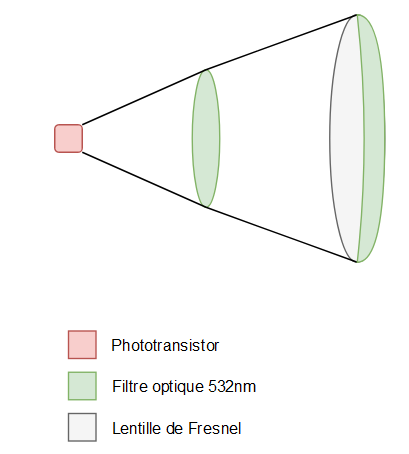 Phototransistor
Filtre optique 532nm
Lentille de Fresnel